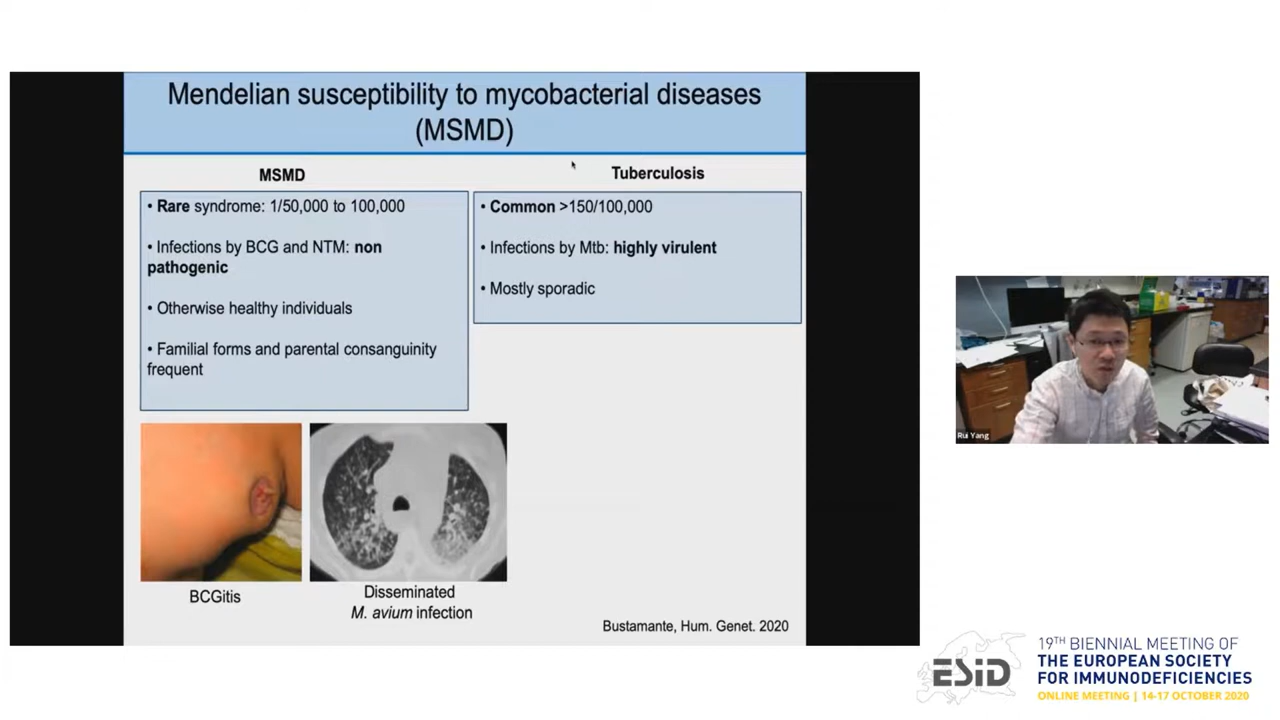 Mendelian susceptibility to mycobacterial diseases
(MSMD)
MSMD
• Rare syndrome: 1/50,000 to 100,000
• Infections by BCG and NTM: non
pathogenic
• Otherwise healthy individuals
• Familial forms and parental consanguinity
frequent
Tuberculosis
• Common >150/100,000
• Infections by Mtb: highly virulent
• Mostly sporadic
BCGitis
Disseminated
M. avium infection
Bustamante, Hum. Genet. 2020
Rui Yang
ESiD
19TH BIENNIAL MEETING OF
THE EUROPEAN SOCIETY
FOR IMMUNODEFICIENCIES
ONLINE MEETING | 14-17 OCTOBER 2020